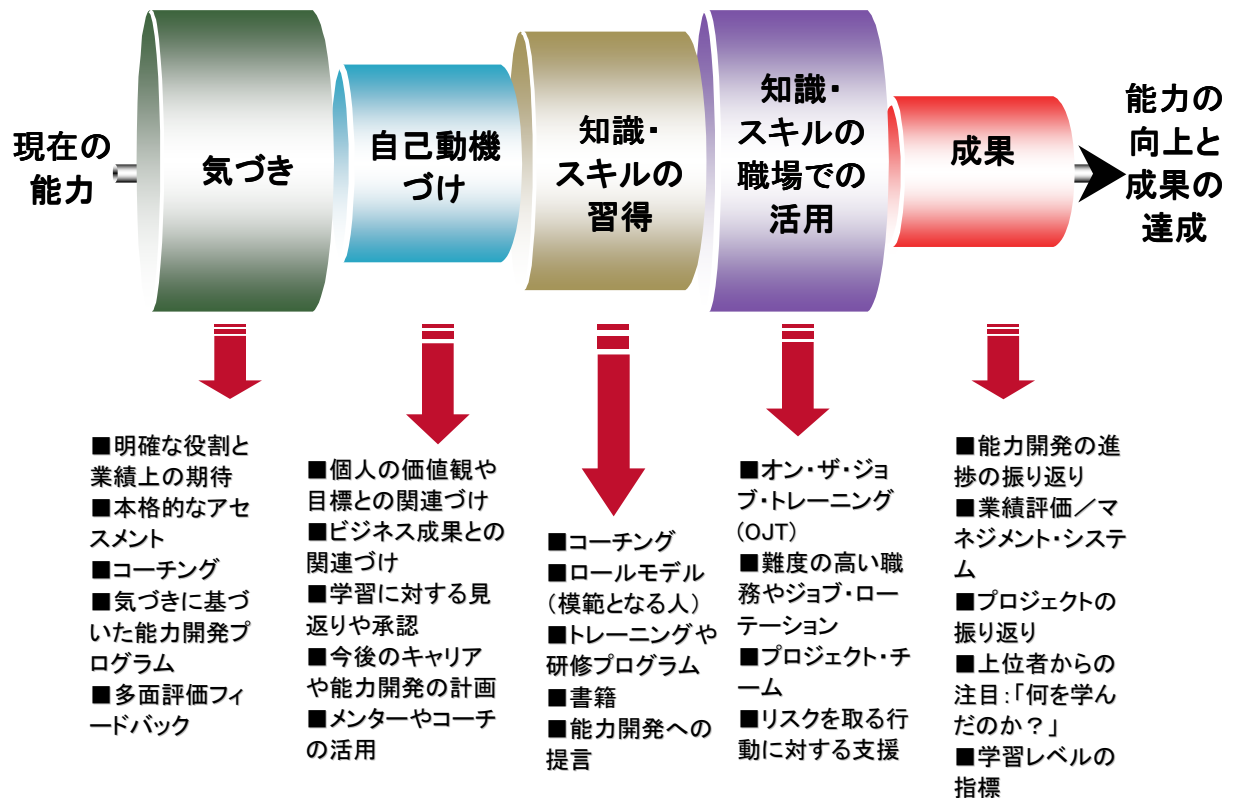 現在の
能力
気づき
自己動機
づけ
知識・
スキルの
習得
知識・
スキルの
職場での
活用
成果
能力の
向上と
成果の
達成
■明確な役割と
業績上の期待
■本格的なアセ
スメント
■コーチング
■気づきに基づ
いた能力開発プ
ログラム
■多面評価フィ
ードバック
■個人の価値観や
目標との関連づけ
■ビジネス成果との
関連づけ
■学習に対する見
返りや承認
■今後のキャリア
や能力開発の計画
■メンターやコーチ
の活用
■コーチング
■ロールモデル
（模範となる人）
■トレーニングや
研修プログラム
■書籍
■能力開発への
提言
■オン・ザ・ジョ
ブ・トレーニング
(OJT)
■難度の高い職
務やジョブ・ロー
テーション
■プロジェクト・チ
ーム
■リスクを取る行
動に対する支援
■能力開発の進
捗の振り返り
■業績評価／マ
ネジメント・システ
ム
■プロジェクトの
振り返り
■上位者からの
注目：「何を学ん
だのか？」
■学習レベルの
指標